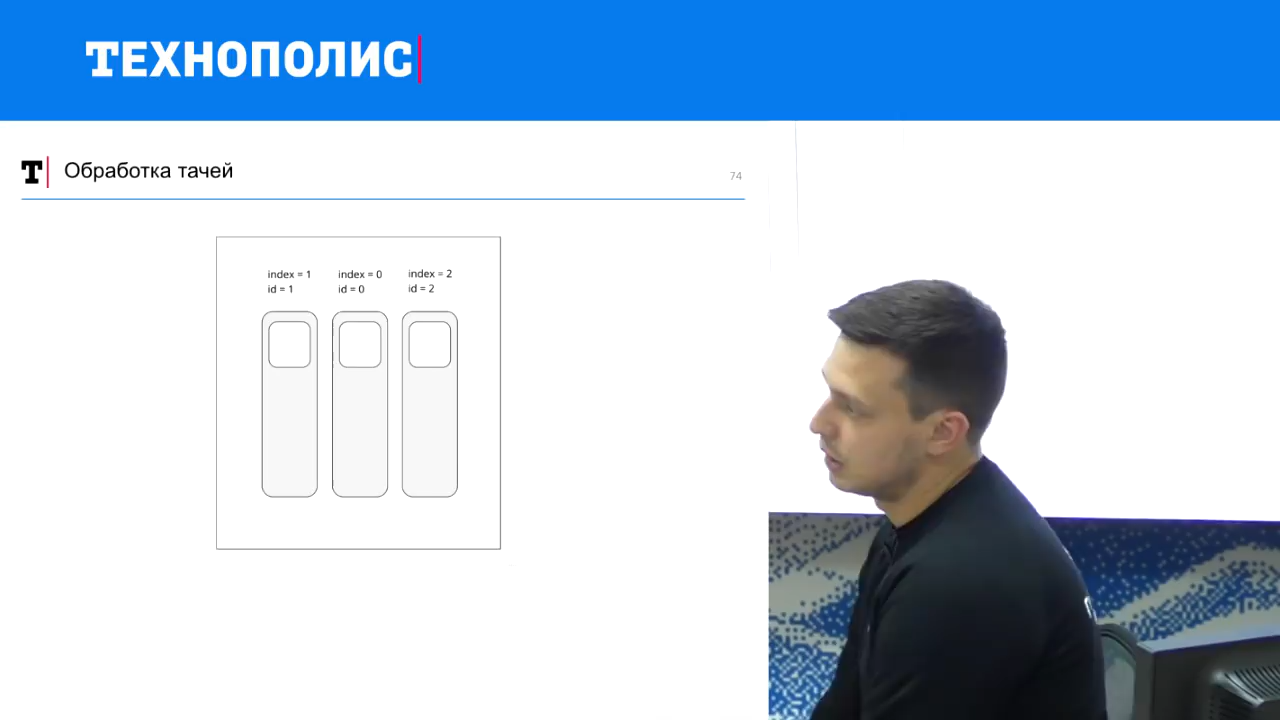 ТЕХНОПОЛИС
Т Обработка тачей
74
index = 1 index = 0 index = 2
id = 1 id = 0 id = 2